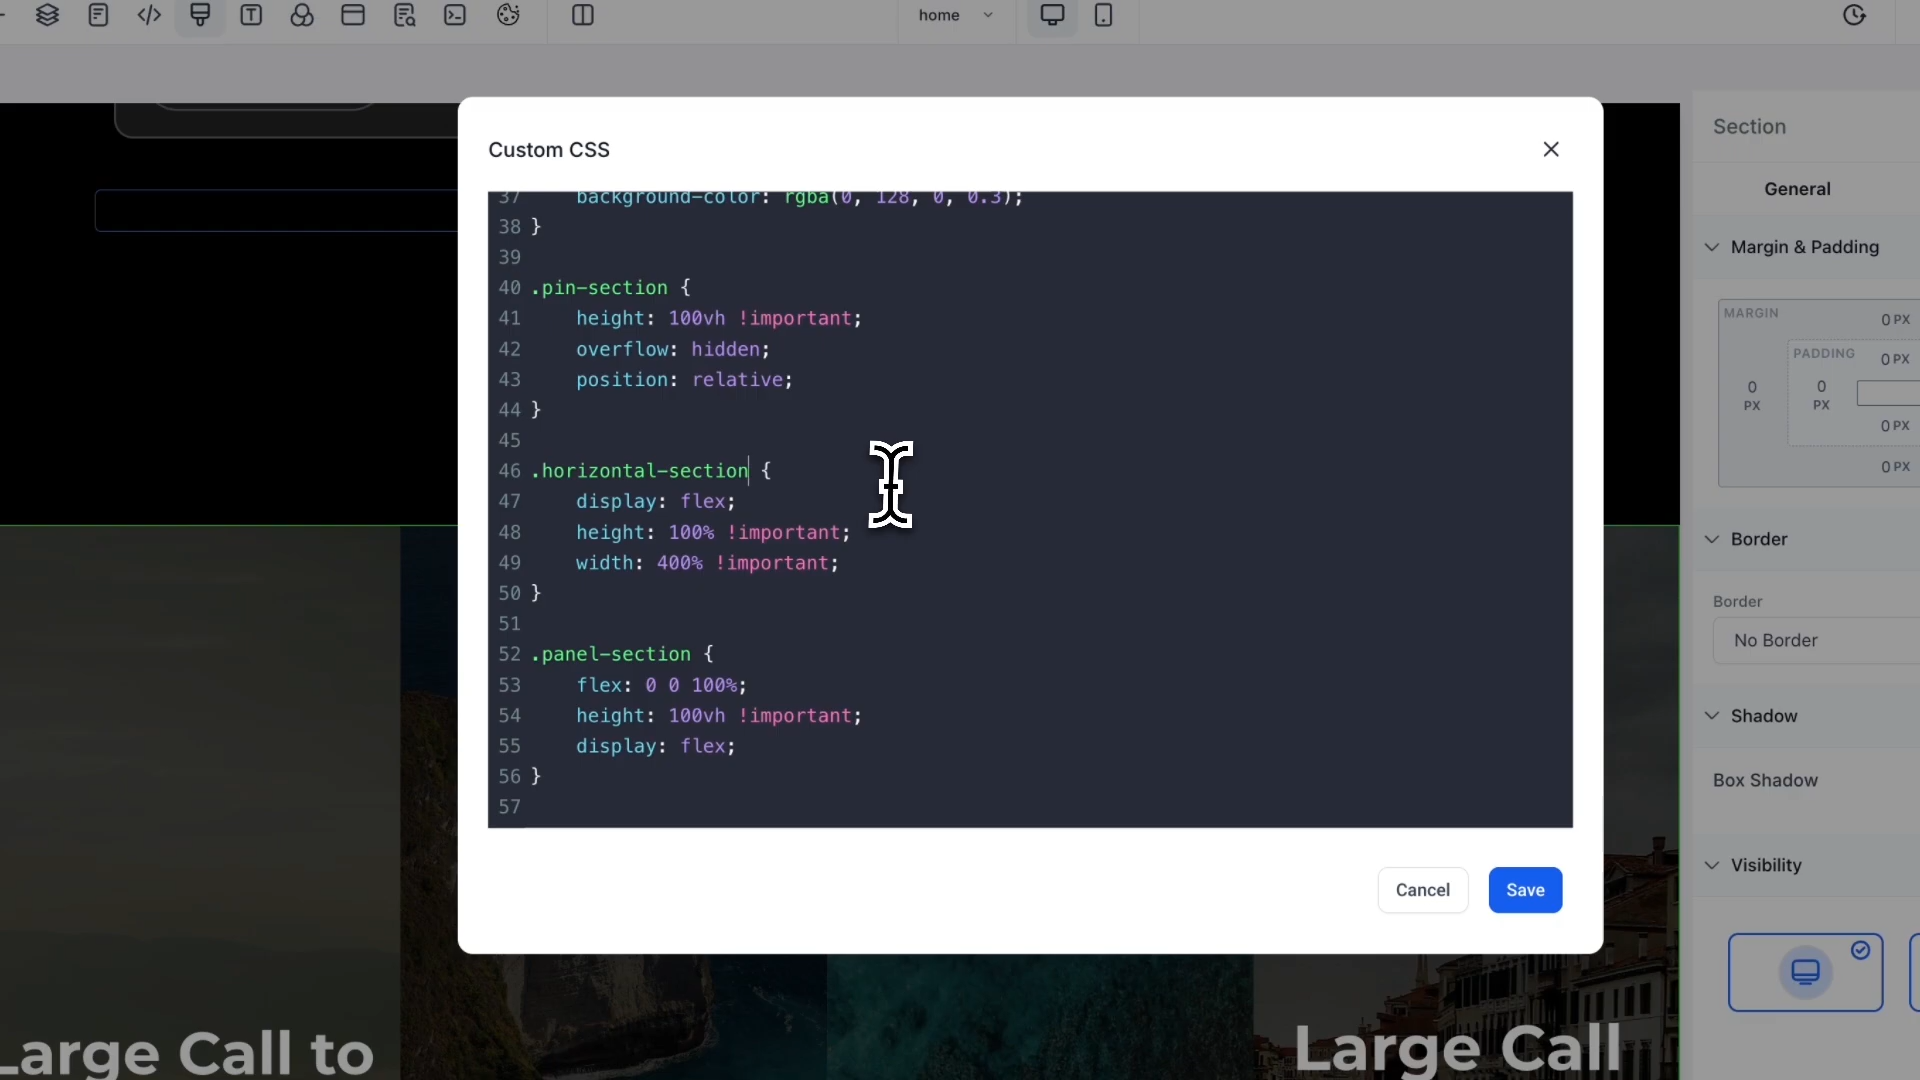 home
Section
General
Margin & Padding
MARGIN
0 PX
PADDING
0 PX
0
PX
0
PX
0 PX
0 PX
Border
Border
No Border
Shadow
Box Shadow
Visibility
Custom CSS
37 background-color: rgba(0, 128, 0, 0.3);
38 }
39
40 .pin-section {
41 height: 100vh !important;
42 overflow: hidden;
43 position: relative;
44 }
45
46 .horizontal-section {
47 display: flex;
48 height: 100% !important;
49 width: 400% !important;
50 }
51
52 .panel-section {
53 flex: 0 0 100%;
54 height: 100vh !important;
55 display: flex;
56 }
57
Cancel
Save
Large Call to
Large Call